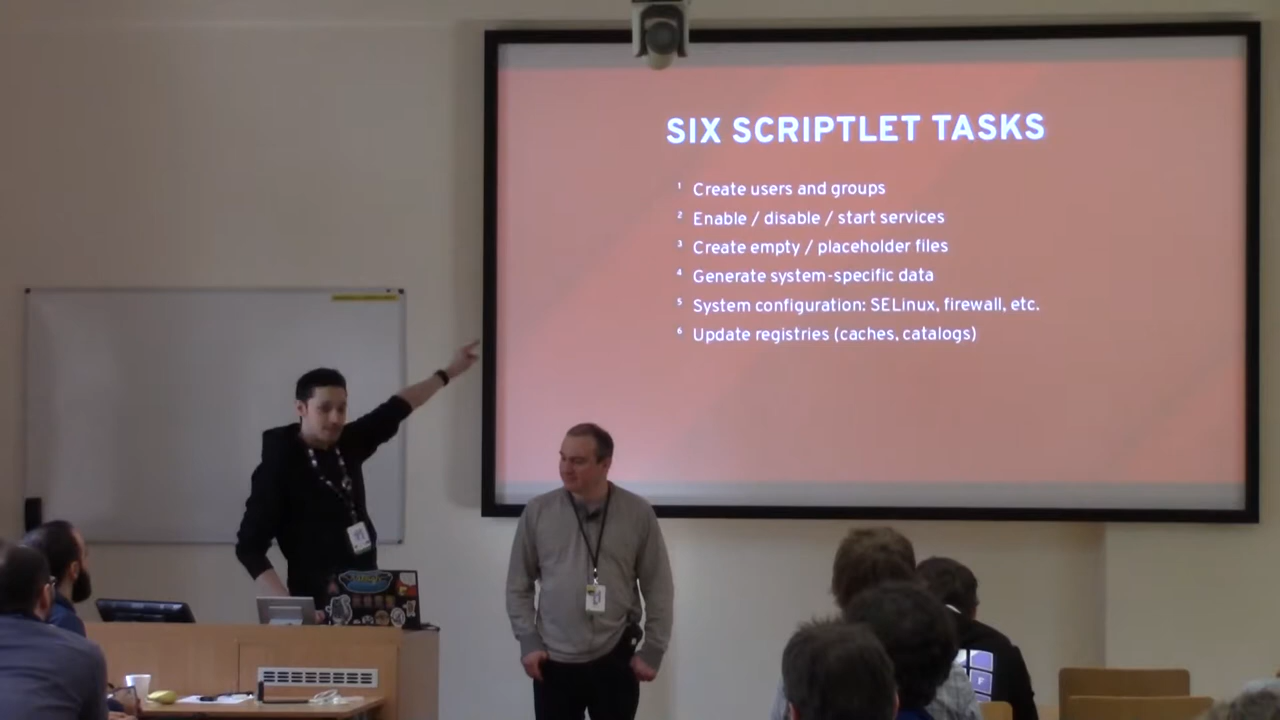 SIX SCRIPTLET TASKS
1 Create users and groups
2 Enable / disable / start services
3 Create empty / placeholder files
4 Generate system-specific data
5 System configuration: SELinux, firewall, etc.
6 Update registries (caches, catalogs)
F